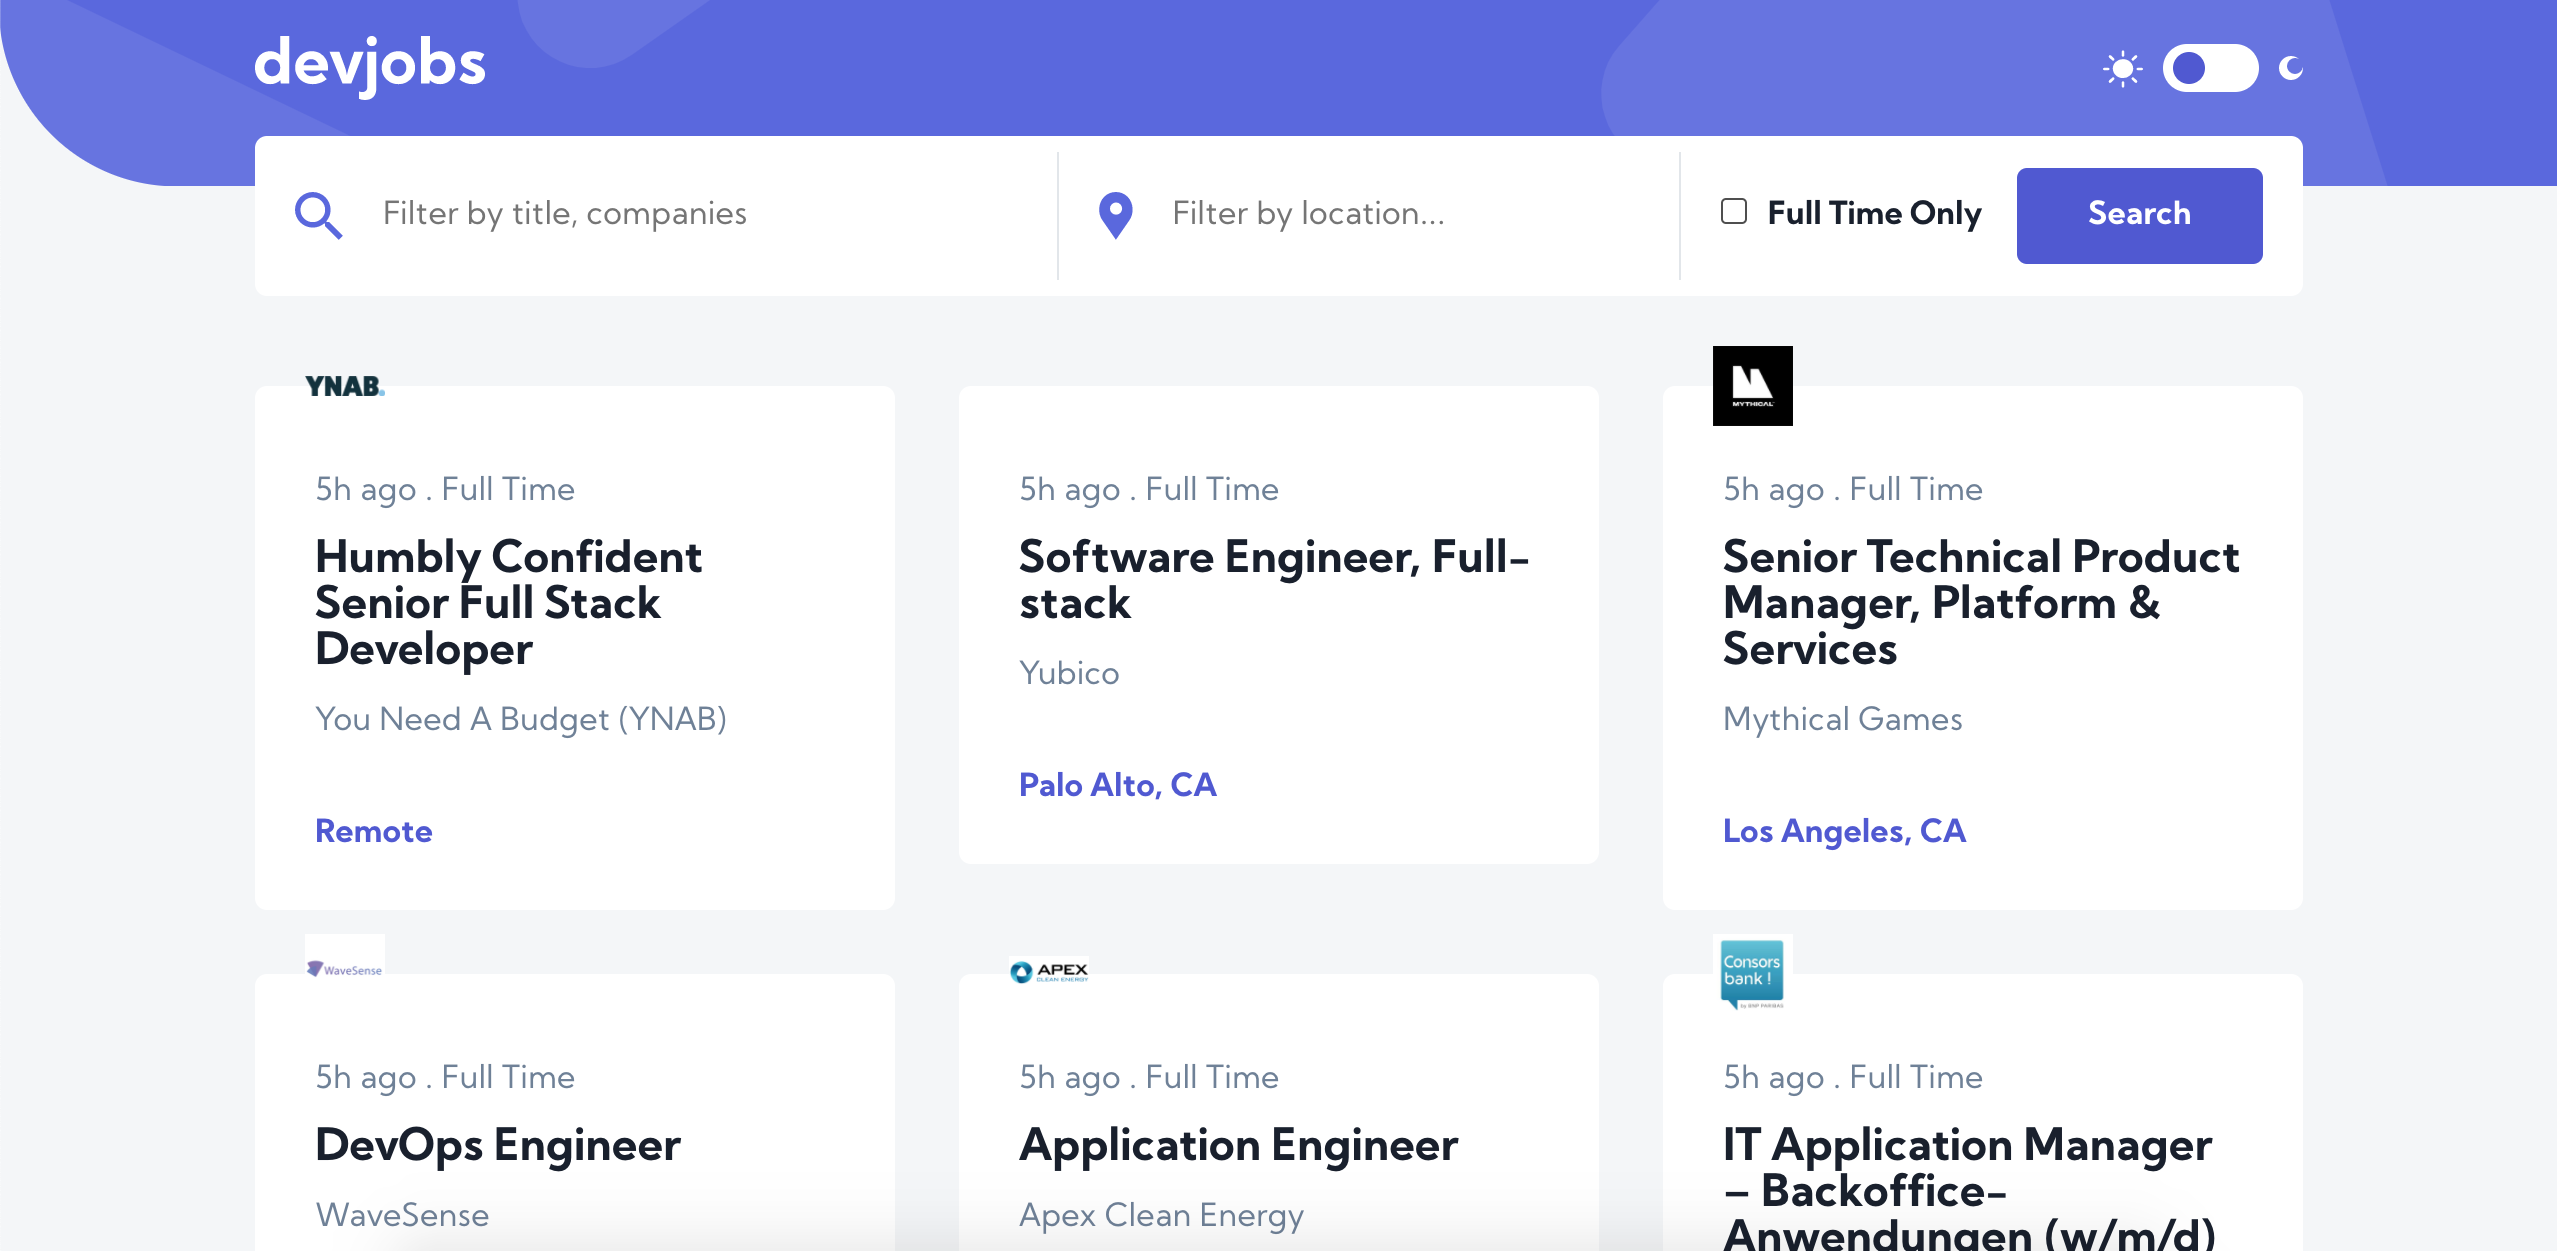 devjobs
Filter by title, companies
Filter by location...
Full Time Only
Search
YNAB.
MYTHICAL
5h ago . Full Time
Humbly Confident
Senior Full Stack
Developer
You Need A Budget (YNAB)
Remote
5h ago . Full Time
Software Engineer, Full-
stack
Yubico
Palo Alto, CA
5h ago . Full Time
Senior Technical Product
Manager, Platform &
Services
Mythical Games
Los Angeles, CA
WaveSense
5h ago . Full Time
DevOps Engineer
WaveSense
APEX
CLEAN ENERGY
5h ago . Full Time
Application Engineer
Apex Clean Energy
Consors
bank !
by BNP PARIBAS
5h ago . Full Time
IT Application Manager
– Backoffice-
Anwendungen (w/m/d)